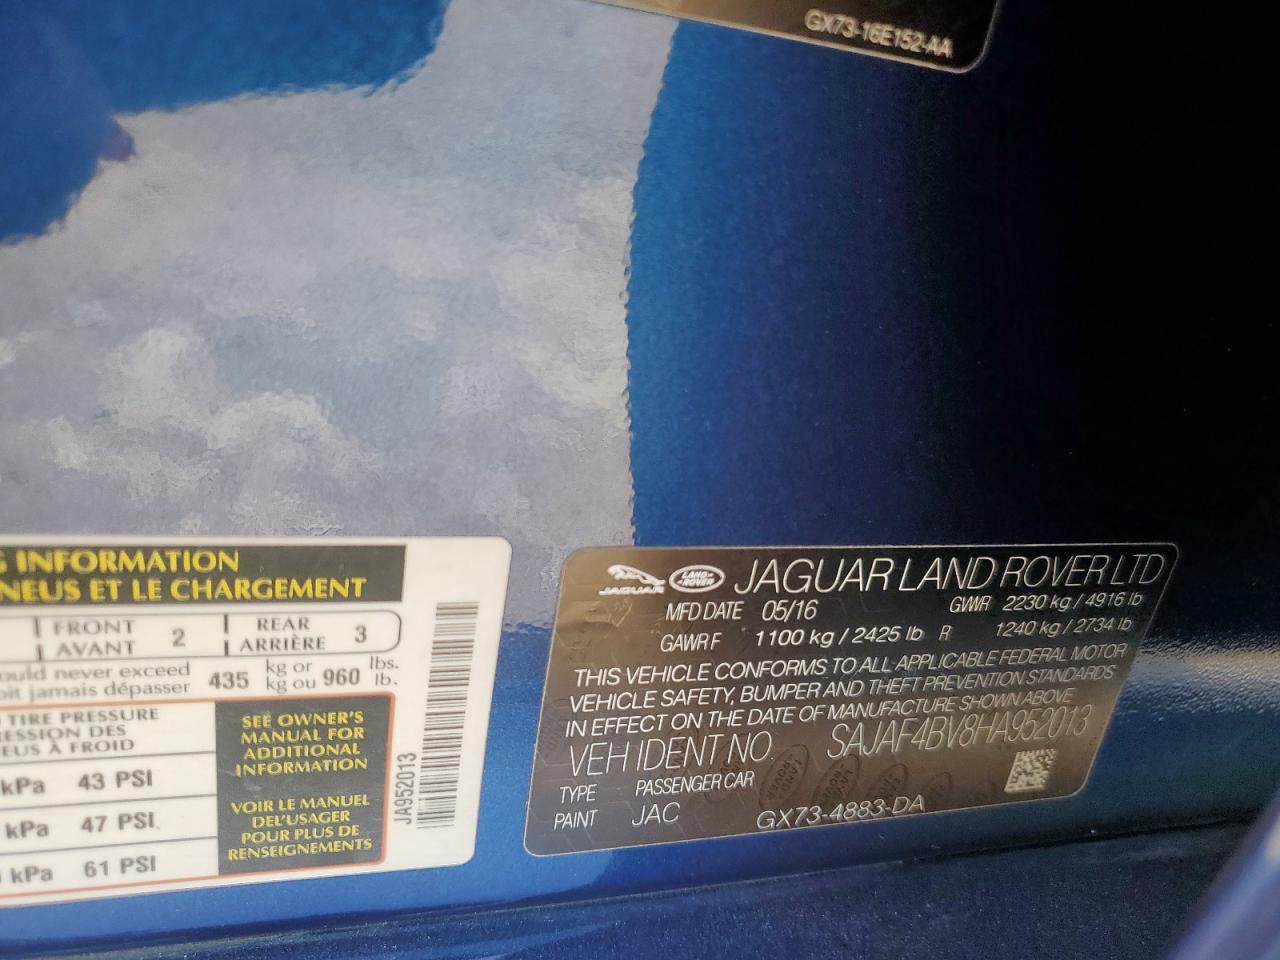 GX73-16E152-AA
G INFORMATION
NEUS ET LE CHARGEMENT
FRONT
AVANT 2
REAR
ARRIÈRE 3
ould never exceed
oit jamais dépasser 435 kg or
kg ou 960 lbs.
lb.
TIRE PRESSURE
RESSION DES
EUS À FROID
kPa 43 PSI
kPa 47 PSI
kPa 61 PSI
SEE OWNER'S
MANUAL FOR
ADDITIONAL
INFORMATION
VOIR LE MANUEL
DEL'USAGER
POUR PLUS DE
RENSEIGNEMENTS
JA952013
JAGUAR LAND ROVER JAGUAR LAND ROVER LTD
MFD DATE 05/16 GVWR 2230 kg / 4916 lb
GAWR F 1100 kg / 2425 lb R 1240 kg / 2734 lb
THIS VEHICLE CONFORMS TO ALL APPLICABLE FEDERAL MOTOR
VEHICLE SAFETY, BUMPER AND THEFT PREVENTION STANDARDS
IN EFFECT ON THE DATE OF MANUFACTURE SHOWN ABOVE
VEH IDENT NO. SAJAF4BV8HA952013
TYPE PASSENGER CAR
PAINT JAC GX73-4883-DA